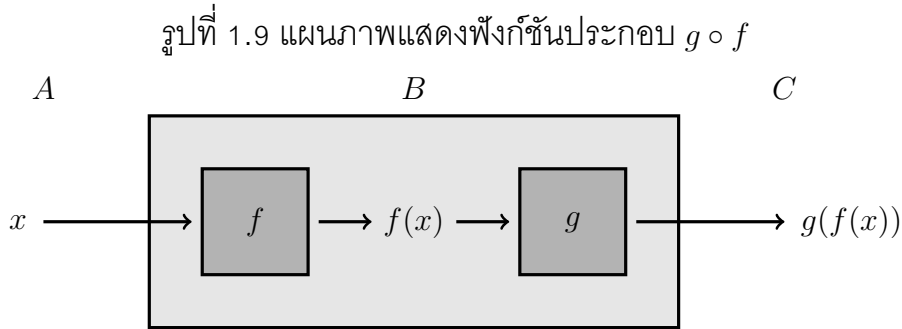 รูปที่ 1.9 แผนภาพแสดงฟังก์ชันประกอบ g ∘ f
A B C
x f f(x) g g(f(x))